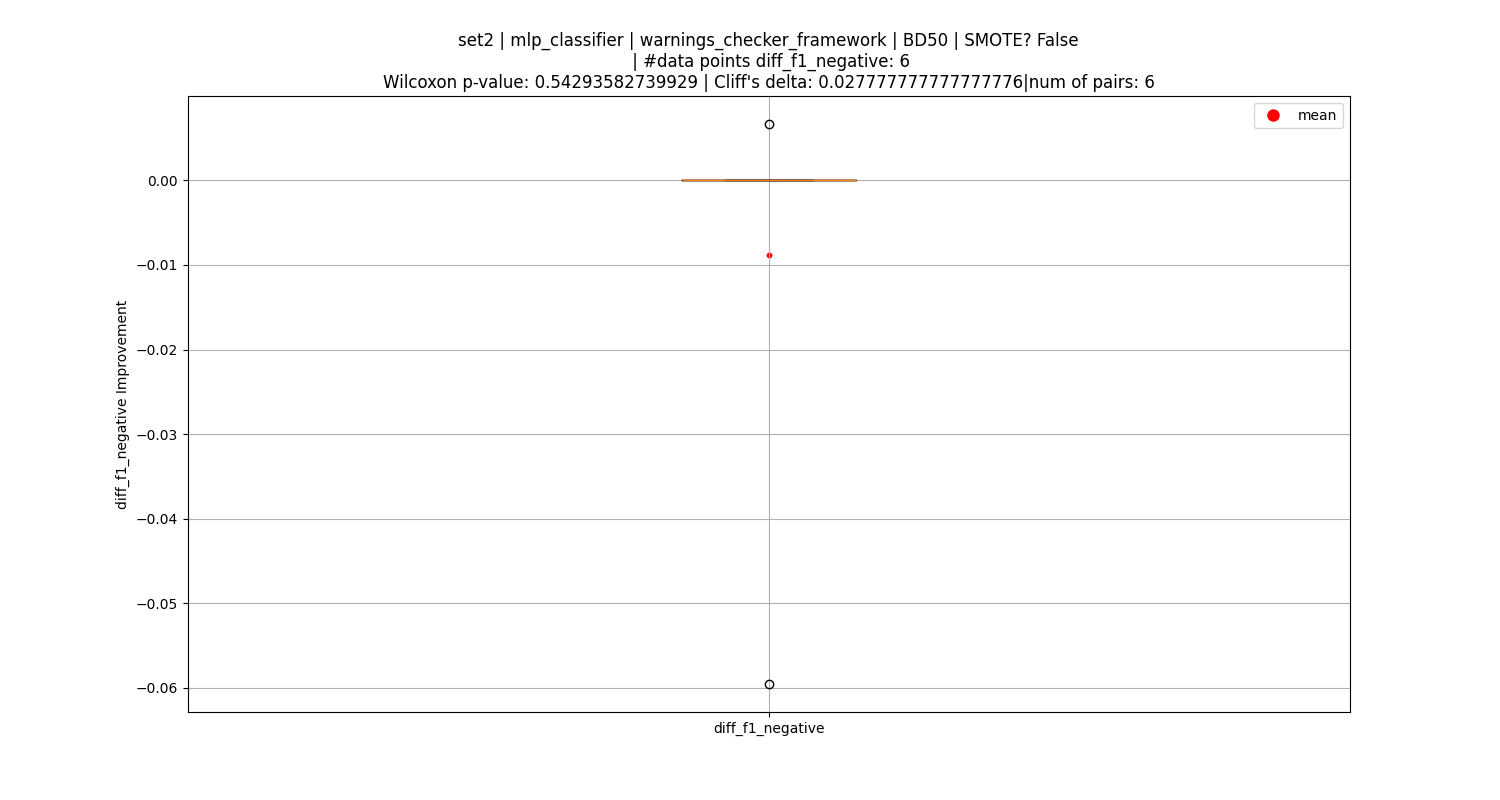 set2 | mlp_classifier | warnings_checker_framework | BD50 | SMOTE? False
| #data points diff_f1_negative: 6
Wilcoxon p-value: 0.54293582739929 | Cliff's delta: 0.027777777777777776|num of pairs: 6
mean
0.00
−0.01
−0.02
−0.03
−0.04
−0.05
−0.06
diff_f1_negative Improvement
diff_f1_negative